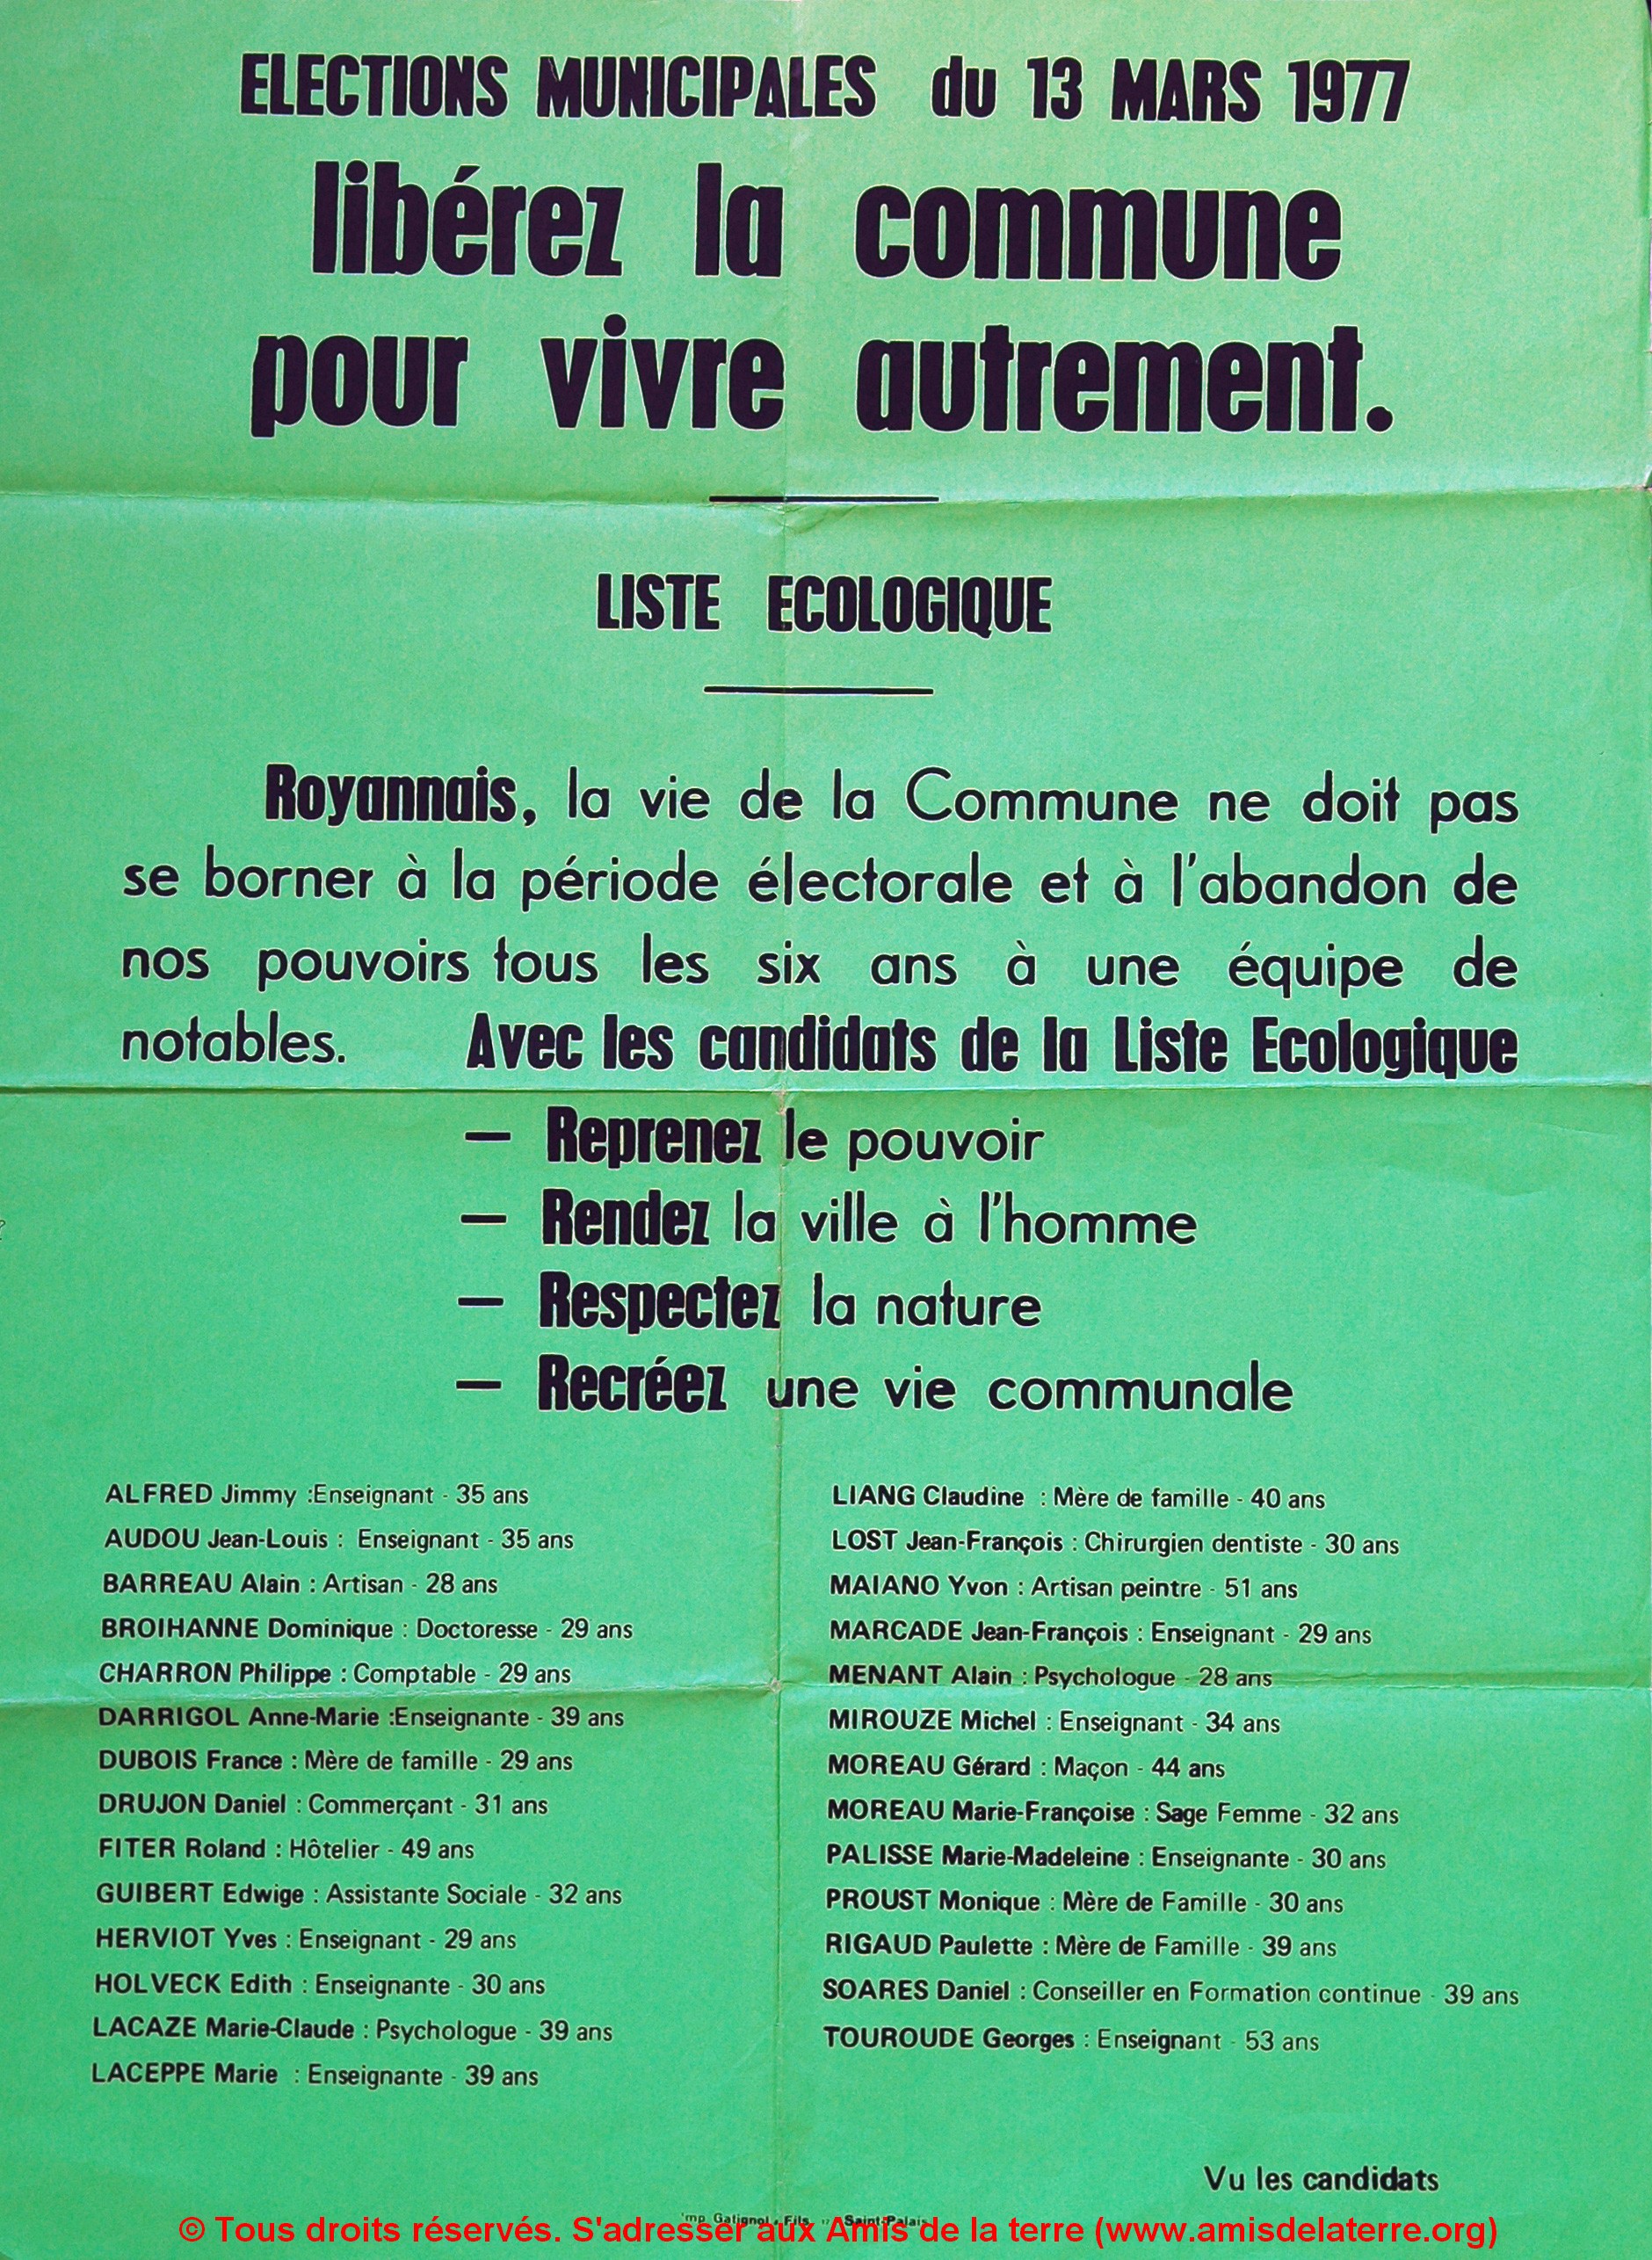 ELECTIONS MUNICIPALES du 13 MARS 1977
libérez la commune
pour vivre autrement.
LISTE ECOLOGIQUE
Royannais, la vie de la Commune ne doit pas
se borner à la période électorale et à l'abandon de
nos pouvoirs tous les six ans à une équipe de
notables. Avec les candidats de la Liste Ecologique
— Reprenez le pouvoir
— Rendez la ville à l'homme
— Respectez la nature
— Recréez une vie communale
ALFRED Jimmy :Enseignant - 35 ans
AUDOU Jean-Louis : Enseignant - 35 ans
BARREAU Alain : Artisan - 28 ans
BROIHANNE Dominique : Doctoresse - 29 ans
CHARRON Philippe : Comptable - 29 ans
DARRIGOL Anne-Marie :Enseignante - 39 ans
DUBOIS France : Mère de famille - 29 ans
DRUJON Daniel : Commerçant - 31 ans
FITER Roland : Hôtelier - 49 ans
GUIBERT Edwige : Assistante Sociale - 32 ans
HERVIOT Yves : Enseignant - 29 ans
HOLVECK Edith : Enseignante - 30 ans
LACAZE Marie-Claude : Psychologue - 39 ans
LACEPPE Marie : Enseignante - 39 ans
LIANG Claudine : Mère de famille - 40 ans
LOST Jean-François : Chirurgien dentiste - 30 ans
MAIANO Yvon : Artisan peintre - 51 ans
MARCADE Jean-François : Enseignant - 29 ans
MENANT Alain : Psychologue - 28 ans
MIROUZE Michel : Enseignant - 34 ans
MOREAU Gérard : Maçon - 44 ans
MOREAU Marie-Françoise : Sage Femme - 32 ans
PALISSE Marie-Madeleine : Enseignante - 30 ans
PROUST Monique : Mère de Famille - 30 ans
RIGAUD Paulette : Mère de Famille - 39 ans
SOARES Daniel : Conseiller en Formation continue - 39 ans
TOUROUDE Georges : Enseignant - 53 ans
Vu les candidats
Gatignol Fils Saint-Palais
© Tous droits réservés. S'adresser aux Amis de la terre (www.amisdelaterre.org)